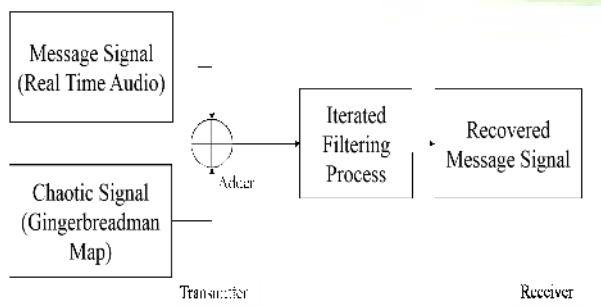 Message Signal
(Real Time Audio)
Iterated
Filtering
Process
Recovered
Message Signal
Adder
Chaotic Signal
(Gingerbreadman
Map)
Transmitter
Receiver